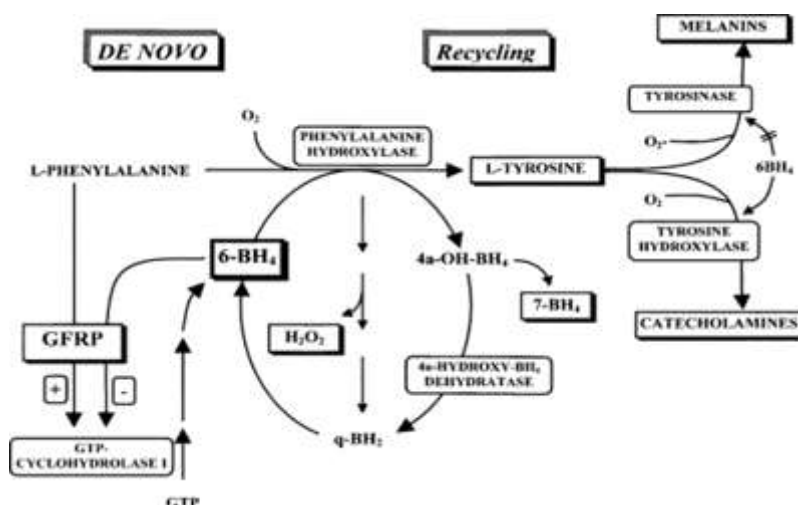 DE NOVO
Recycling
MELANINS
TYROSINASE
O₂
PHENYLALANINE
HYDROXYLASE
O₂-
L-PHENYLALANINE
L-TYROSINE
6BH₄
O₂
TYROSINE
HYDROXYLASE
6-BH₄
4a-OH-BH₄
7-BH₄
CATECHOLAMINES
GFRP
H₂O₂
+
-
4a-HYDROXY-BH₄
DEHYDRATASE
GTP-
CYCLOHYDROLASE I
q-BH₂
GTP